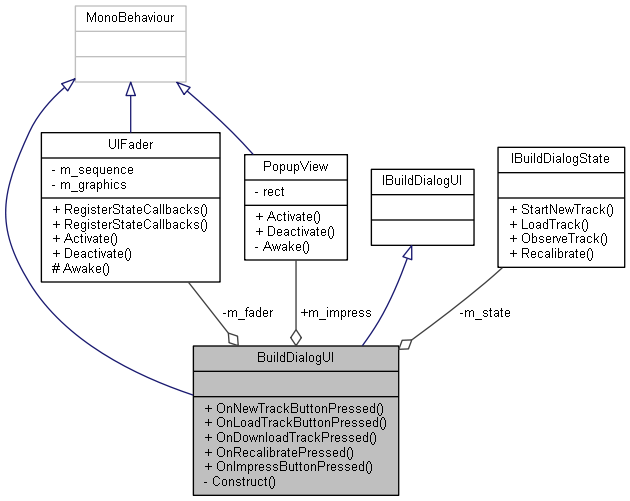 MonoBehaviour
UIFader
- m_sequence
- m_graphics
+ RegisterStateCallbacks()
+ RegisterStateCallbacks()
+ Activate()
+ Deactivate()
# Awake()
PopupView
- rect
+ Activate()
+ Deactivate()
- Awake()
IBuildDialogUI
IBuildDialogState
+ StartNewTrack()
+ LoadTrack()
+ ObserveTrack()
+ Recalibrate()
-m_fader
+m_impress
-m_state
BuildDialogUI
+ OnNewTrackButtonPressed()
+ OnLoadTrackButtonPressed()
+ OnDownloadTrackPressed()
+ OnRecalibratePressed()
+ OnImpressButtonPressed()
- Construct()